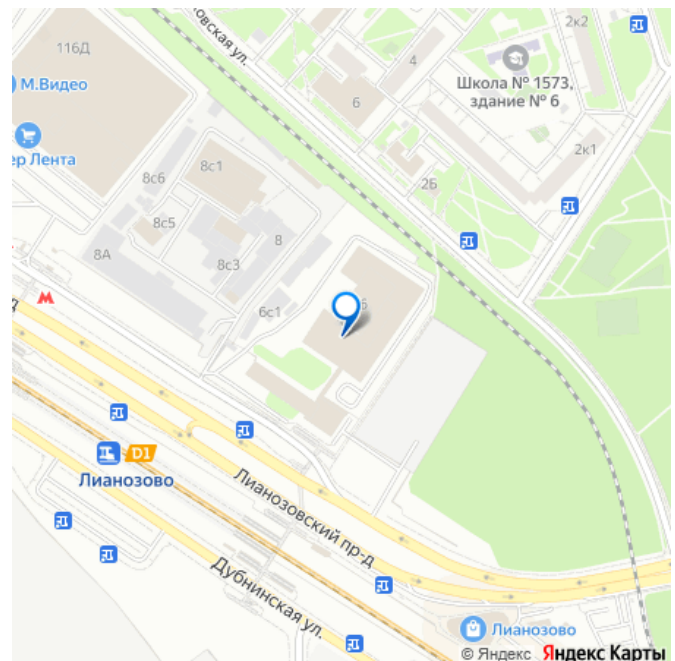 116Д
М.Видео
ер Лента
2к2
4
6
Школа № 1573,
здание № 6
2к1
2Б
овская ул.
8с6
8с1
8с5
8А
8
8с3
6с1
6
М
д
D1
Лианозово
Лианозовский пр-д
Дубнинская ул.
Лианозово
© Яндекс Яндекс Карты